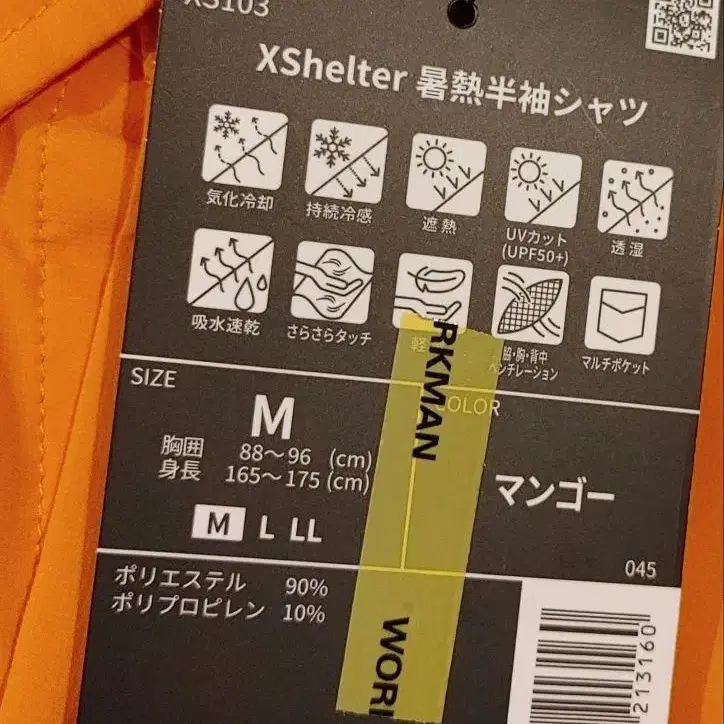 XS103
XShelter 暑熱半袖シャツ
気化冷却
持続冷感
遮熱
UVカット
(UPF50+)
透湿
吸水速乾
さらさらタッチ
軽
脇・胸・背中
ベンチレーション
マルチポケット
SIZE
M
胸囲 88～96 (cm)
身長 165～175 (cm)
M L LL
COLOR
マンゴー
045
ポリエステル 90%
ポリプロピレン 10%
RKMAN
WOR
213160